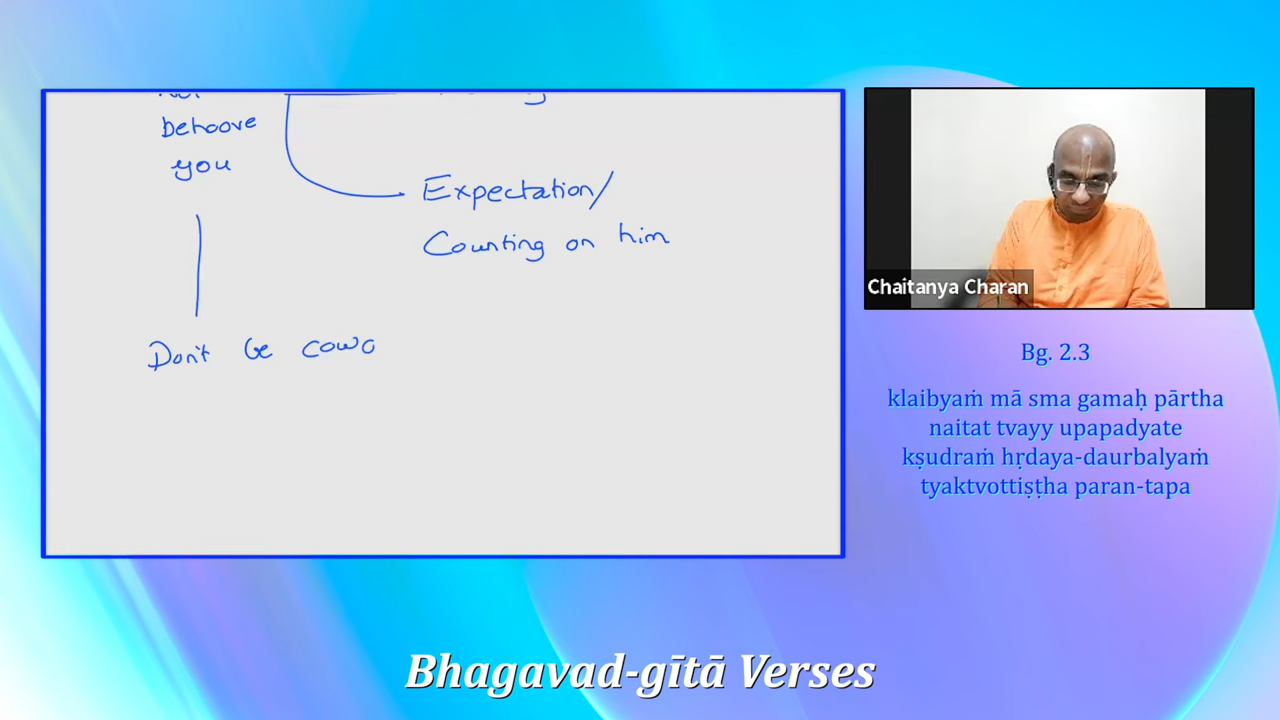 behoove
you
Expectation/
Counting on him
Don't be cowa
Chaitanya Charan
Bg. 2.3
klaibyaṁ mā sma gamaḥ pārtha
naitat tvayy upapadyate
kṣudraṁ hṛdaya-daurbalyaṁ
tyaktvottiṣṭha paran-tapa
Bhagavad-gītā Verses